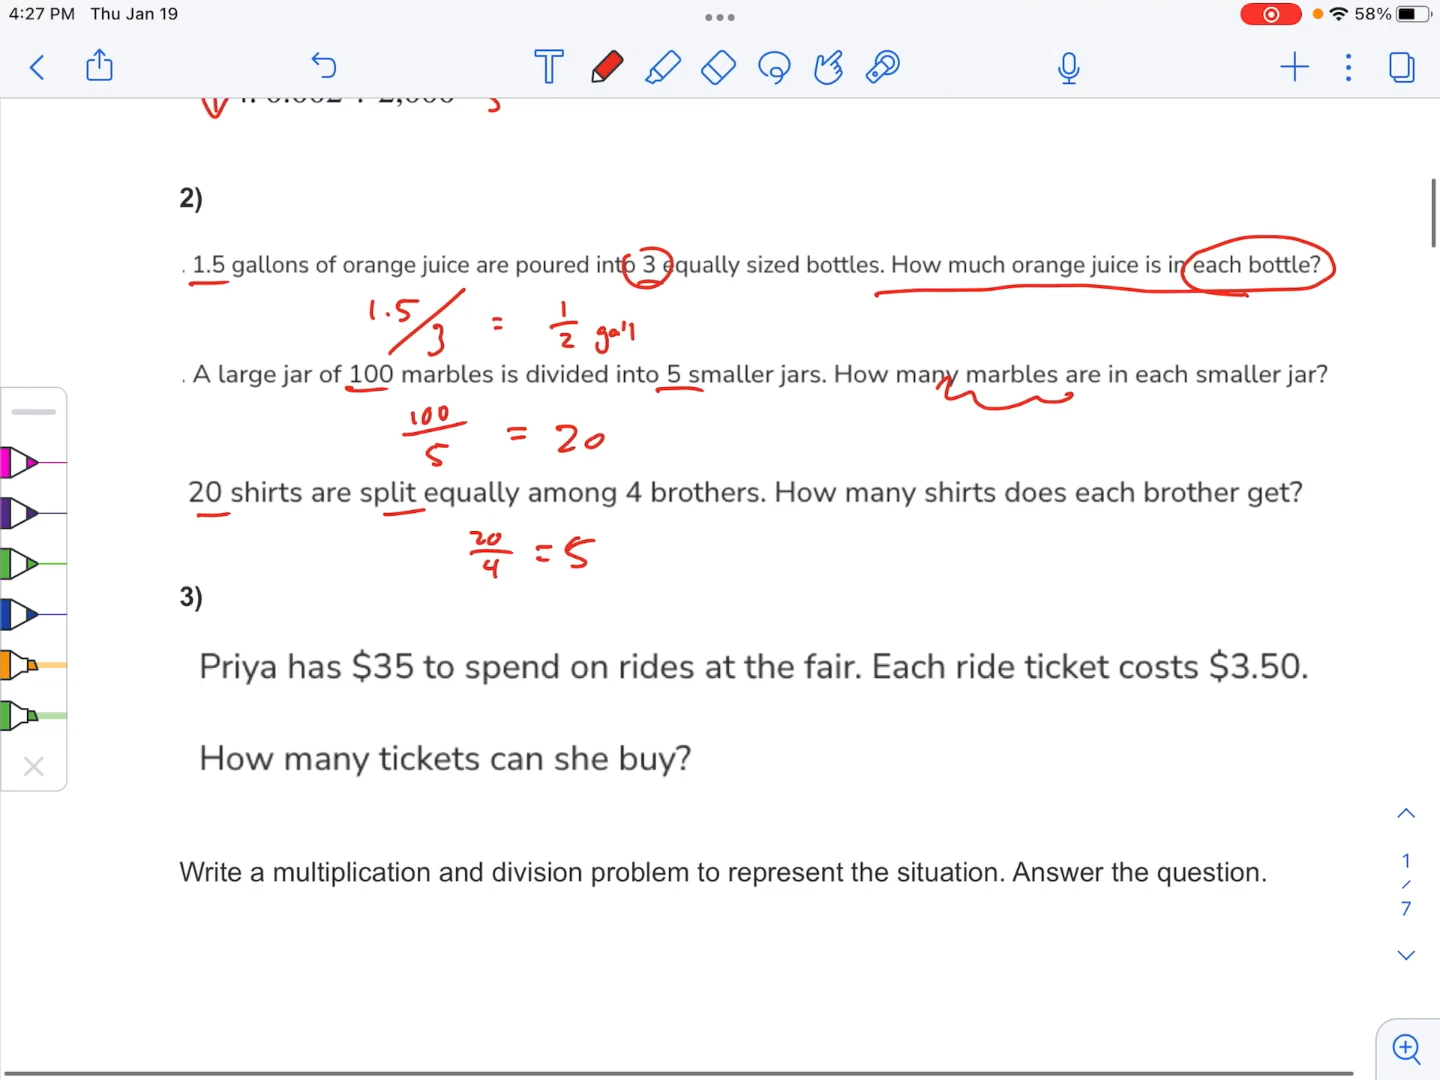 4:27 PM Thu Jan 19
58%
2)
. 1.5 gallons of orange juice are poured into 3 equally sized bottles. How much orange juice is in each bottle?
1.5/3 = 1/2 gal
. A large jar of 100 marbles is divided into 5 smaller jars. How many marbles are in each smaller jar?
100/5 = 20
20 shirts are split equally among 4 brothers. How many shirts does each brother get?
20/4 = 5
3)
Priya has $35 to spend on rides at the fair. Each ride ticket costs $3.50.
How many tickets can she buy?
Write a multiplication and division problem to represent the situation. Answer the question.
1
/
7